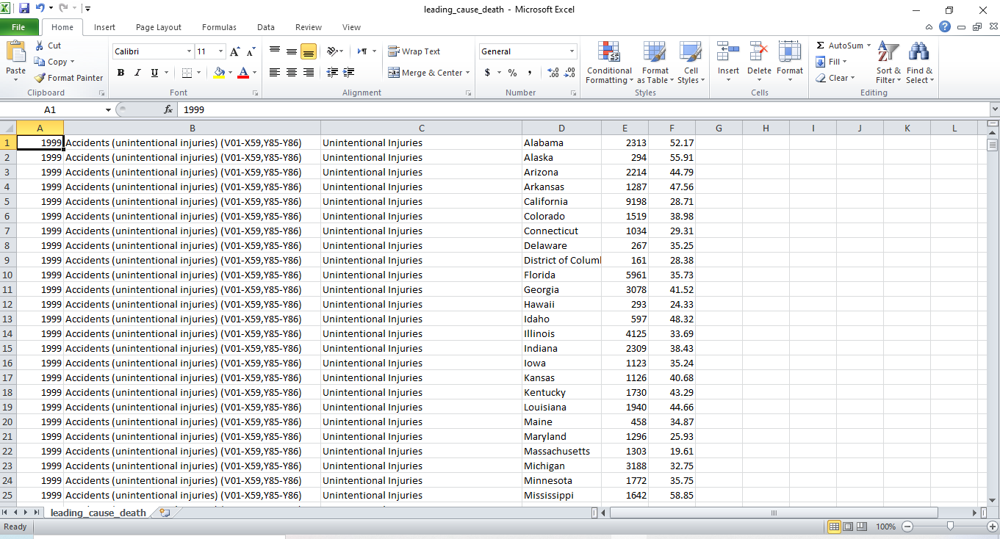 leading_cause_death - Microsoft Excel
File Home Insert Page Layout Formulas Data Review View
Paste Cut Copy Format Painter Clipboard
Calibri 11 A A B I U A Font
Wrap Text Merge & Center Alignment
General $ % , .00 .0 Number
Conditional Formatting Format as Table Cell Styles Styles
Insert Delete Format Cells
Σ AutoSum Fill Clear Sort & Filter Find & Select Editing
A1 fx 1999
A B C D E F G H I J K L
1 1999 Accidents (unintentional injuries) (V01-X59,Y85-Y86) Unintentional Injuries Alabama 2313 52.17
2 1999 Accidents (unintentional injuries) (V01-X59,Y85-Y86) Unintentional Injuries Alaska 294 55.91
3 1999 Accidents (unintentional injuries) (V01-X59,Y85-Y86) Unintentional Injuries Arizona 2214 44.79
4 1999 Accidents (unintentional injuries) (V01-X59,Y85-Y86) Unintentional Injuries Arkansas 1287 47.56
5 1999 Accidents (unintentional injuries) (V01-X59,Y85-Y86) Unintentional Injuries California 9198 28.71
6 1999 Accidents (unintentional injuries) (V01-X59,Y85-Y86) Unintentional Injuries Colorado 1519 38.98
7 1999 Accidents (unintentional injuries) (V01-X59,Y85-Y86) Unintentional Injuries Connecticut 1034 29.31
8 1999 Accidents (unintentional injuries) (V01-X59,Y85-Y86) Unintentional Injuries Delaware 267 35.25
9 1999 Accidents (unintentional injuries) (V01-X59,Y85-Y86) Unintentional Injuries District of Colum 161 28.38
10 1999 Accidents (unintentional injuries) (V01-X59,Y85-Y86) Unintentional Injuries Florida 5961 35.73
11 1999 Accidents (unintentional injuries) (V01-X59,Y85-Y86) Unintentional Injuries Georgia 3078 41.52
12 1999 Accidents (unintentional injuries) (V01-X59,Y85-Y86) Unintentional Injuries Hawaii 293 24.33
13 1999 Accidents (unintentional injuries) (V01-X59,Y85-Y86) Unintentional Injuries Idaho 597 48.32
14 1999 Accidents (unintentional injuries) (V01-X59,Y85-Y86) Unintentional Injuries Illinois 4125 33.69
15 1999 Accidents (unintentional injuries) (V01-X59,Y85-Y86) Unintentional Injuries Indiana 2309 38.43
16 1999 Accidents (unintentional injuries) (V01-X59,Y85-Y86) Unintentional Injuries Iowa 1123 35.24
17 1999 Accidents (unintentional injuries) (V01-X59,Y85-Y86) Unintentional Injuries Kansas 1126 40.68
18 1999 Accidents (unintentional injuries) (V01-X59,Y85-Y86) Unintentional Injuries Kentucky 1730 43.29
19 1999 Accidents (unintentional injuries) (V01-X59,Y85-Y86) Unintentional Injuries Louisiana 1940 44.66
20 1999 Accidents (unintentional injuries) (V01-X59,Y85-Y86) Unintentional Injuries Maine 458 34.87
21 1999 Accidents (unintentional injuries) (V01-X59,Y85-Y86) Unintentional Injuries Maryland 1296 25.93
22 1999 Accidents (unintentional injuries) (V01-X59,Y85-Y86) Unintentional Injuries Massachusetts 1303 19.61
23 1999 Accidents (unintentional injuries) (V01-X59,Y85-Y86) Unintentional Injuries Michigan 3188 32.75
24 1999 Accidents (unintentional injuries) (V01-X59,Y85-Y86) Unintentional Injuries Minnesota 1772 35.75
25 1999 Accidents (unintentional injuries) (V01-X59,Y85-Y86) Unintentional Injuries Mississippi 1642 58.85
leading_cause_death
Ready 100%